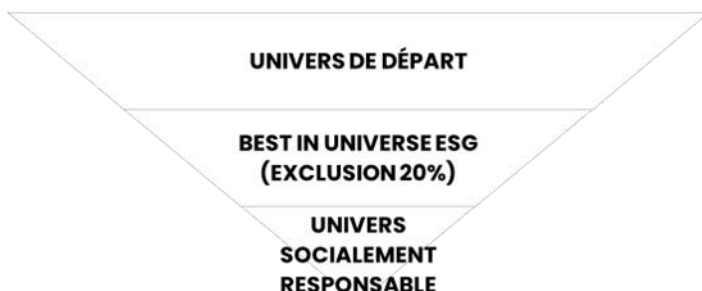 UNIVERS DE DÉPART
BEST IN UNIVERSE ESG
(EXCLUSION 20%)
UNIVERS
SOCIALEMENT
RESPONSABLE